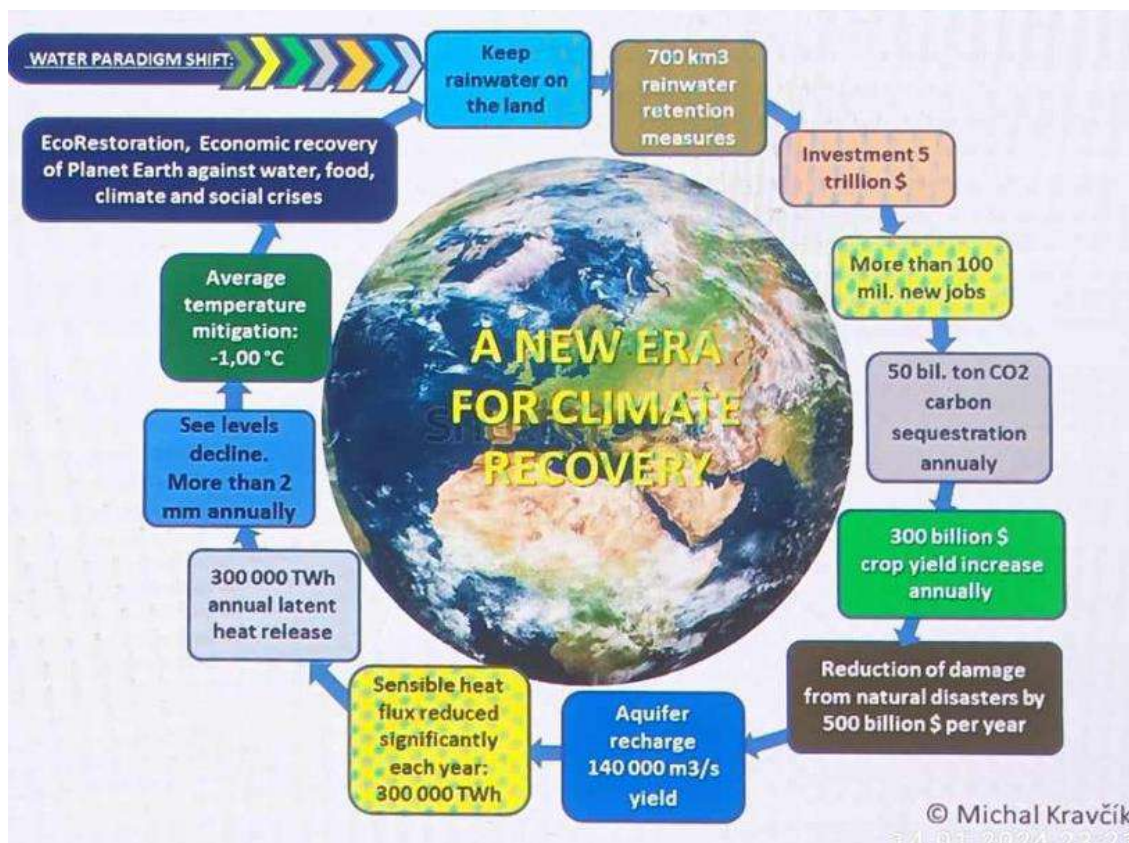 WATER PARADIGM SHIFT:
Keep
rainwater on
the land
700 km3
rainwater
retention
measures
Investment 5
trillion $
More than 100
mil. new jobs
50 bil. ton CO2
carbon
sequestration
annualy
300 billion $
crop yield increase
annually
Reduction of damage
from natural disasters by
500 billion $ per year
Aquifer
recharge
140 000 m3/s
yield
Sensible heat
flux reduced
significantly
each year:
300 000 TWh
300 000 TWh
annual latent
heat release
See levels
decline.
More than 2
mm annually
Average
temperature
mitigation:
-1,00 °C
EcoRestoration, Economic recovery
of Planet Earth against water, food,
climate and social crises
A NEW ERA
FOR CLIMATE
RECOVERY
© Michal Kravčík